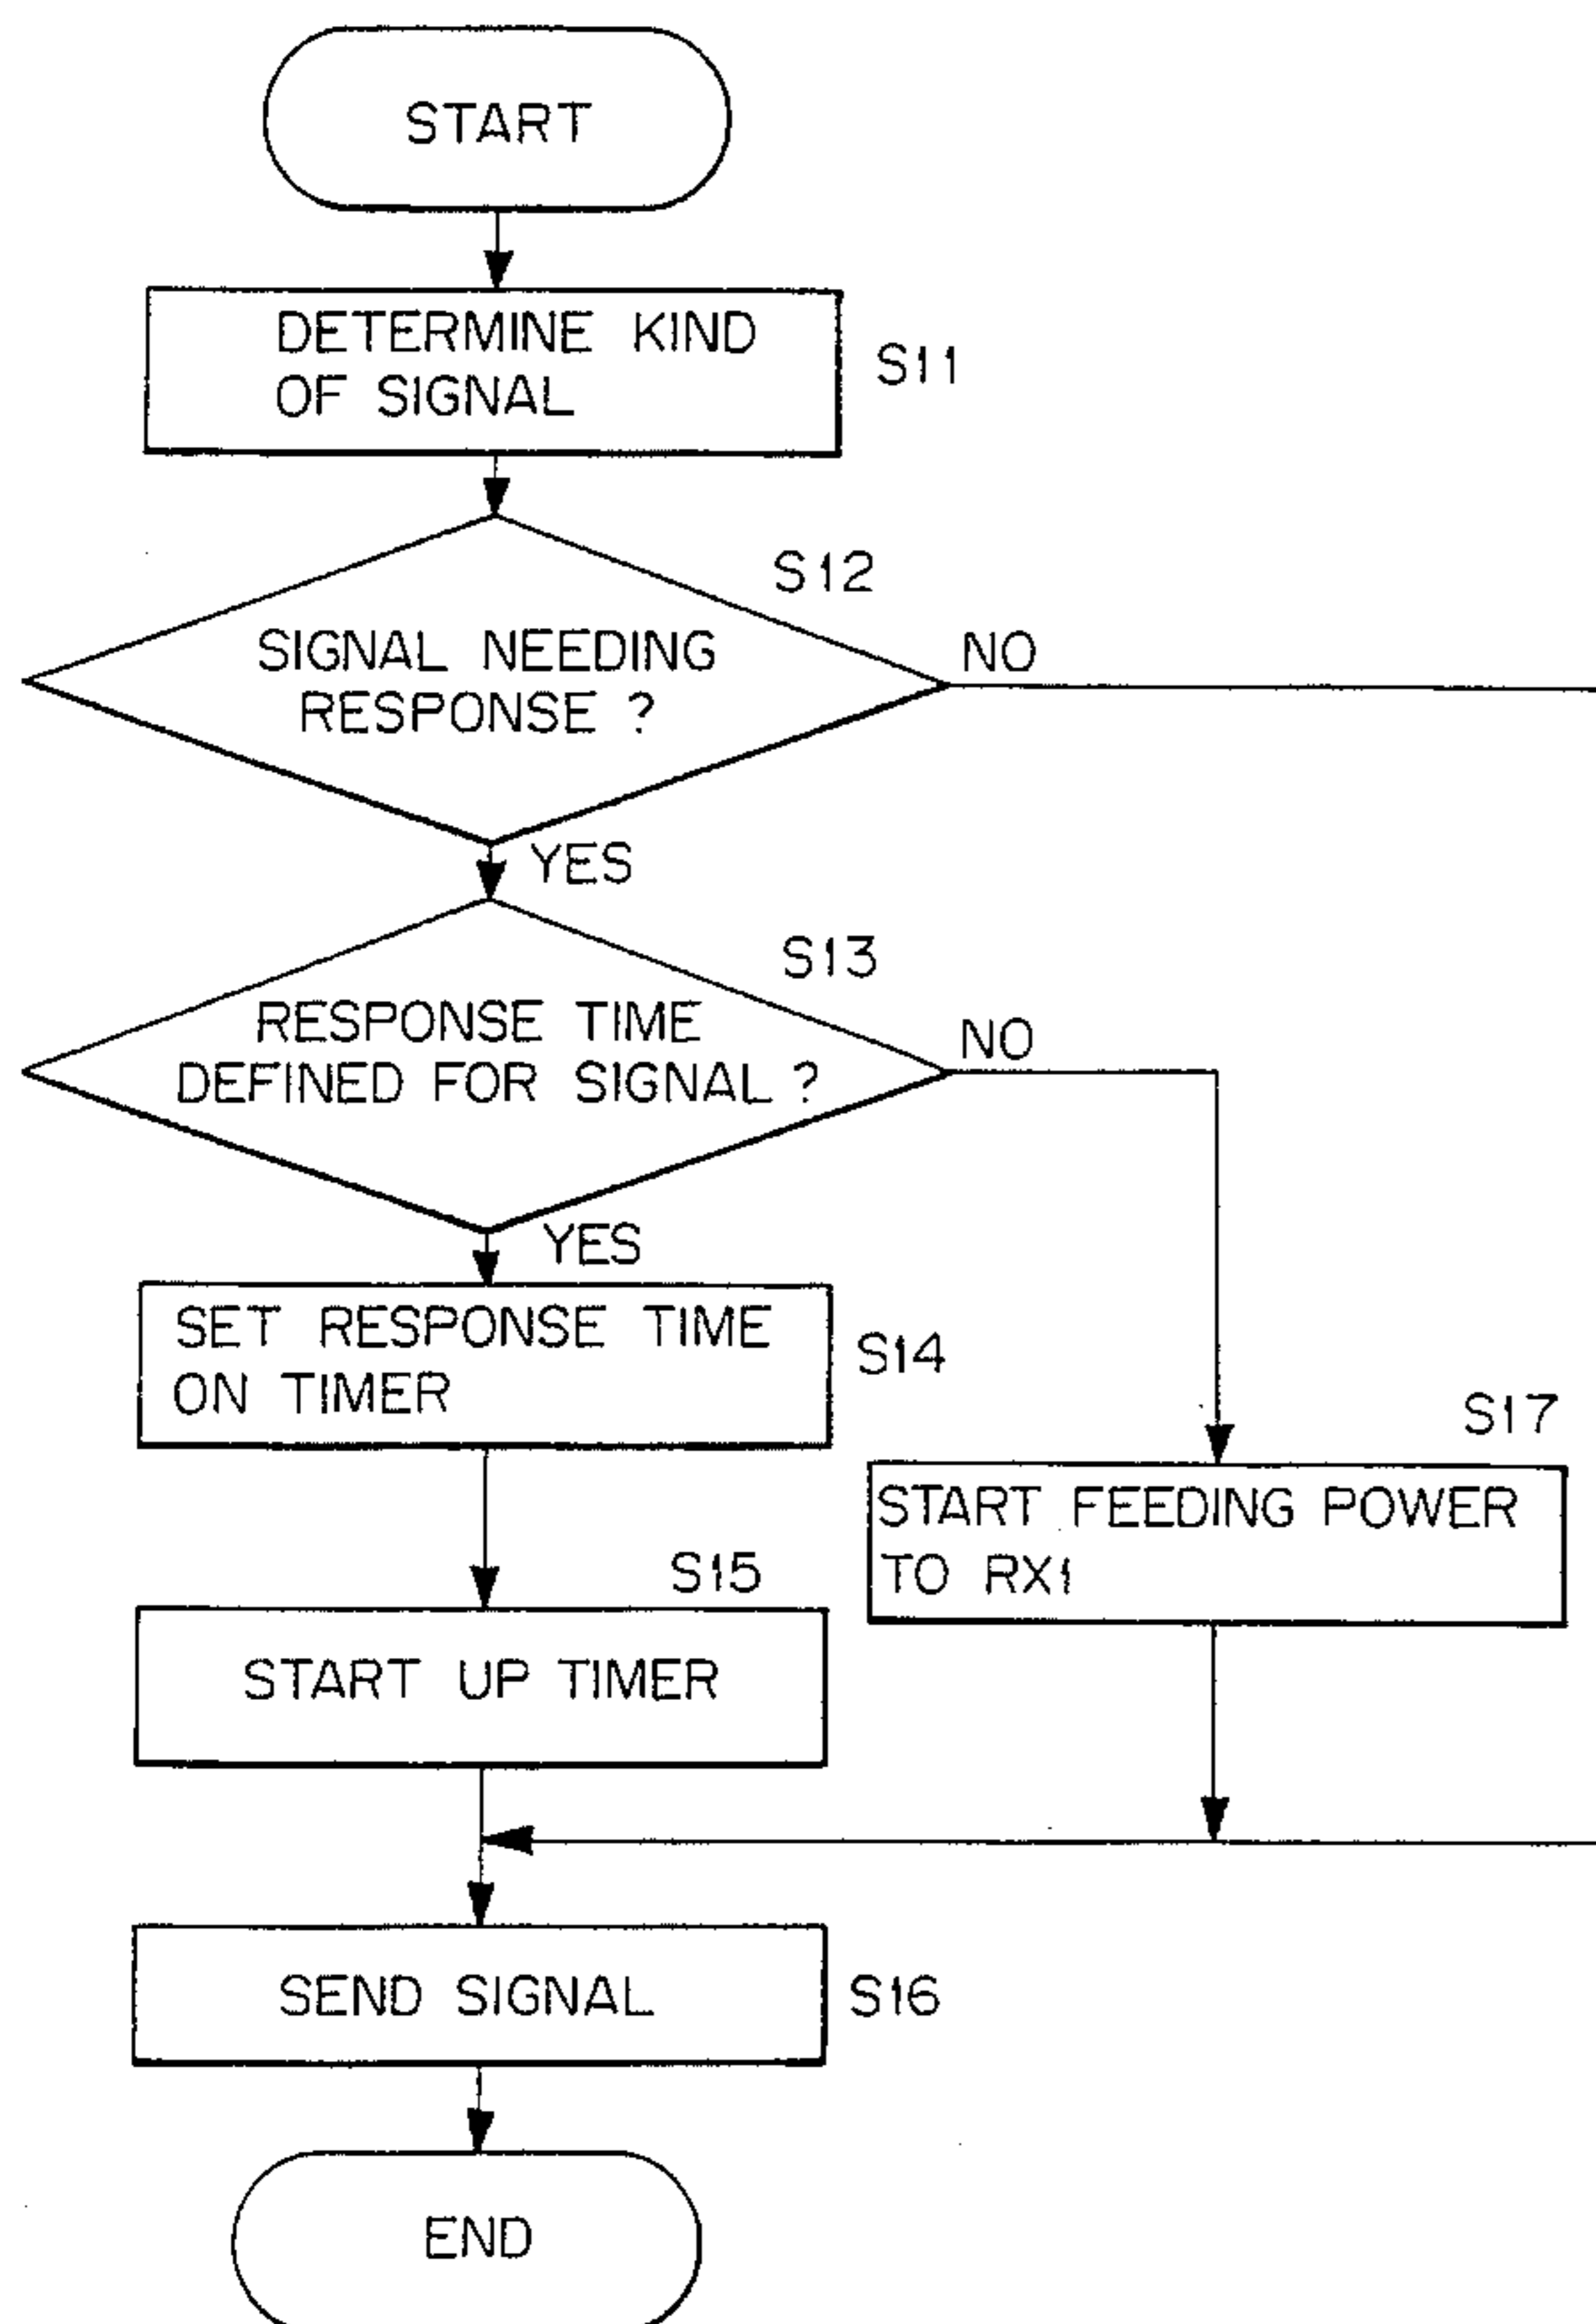 START
DETERMINE KIND
OF SIGNAL
S11
S12
SIGNAL NEEDING
RESPONSE ?
NO
YES
S13
RESPONSE TIME
DEFINED FOR SIGNAL ?
NO
YES
SET RESPONSE TIME
ON TIMER
S14
S17
START FEEDING POWER
TO RX1
S15
START UP TIMER
SEND SIGNAL
S16
END